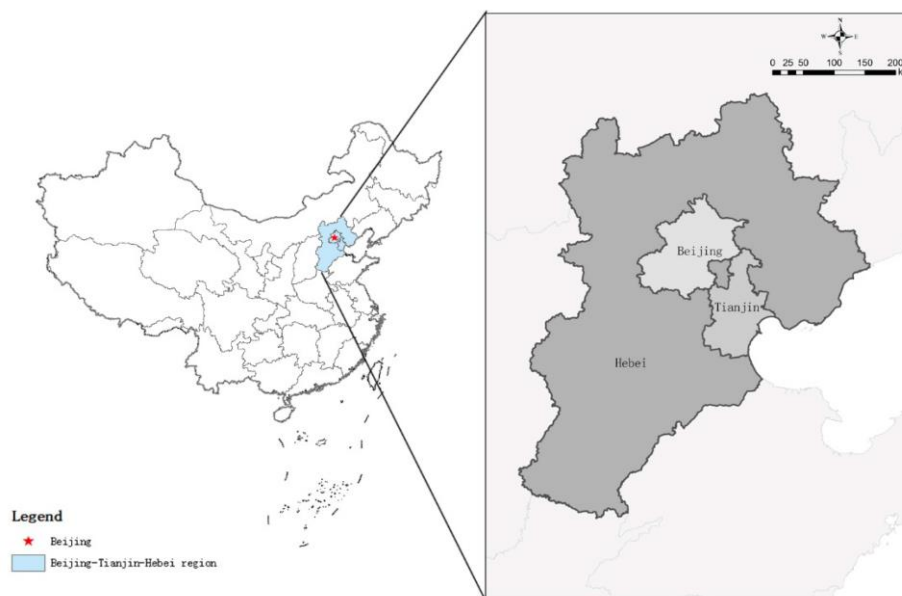 N
W E
S
0 25 50 100 150 200
k
Beijing
Tianjin
Hebei
Legend
Beijing
Beijing-Tianjin-Hebei region